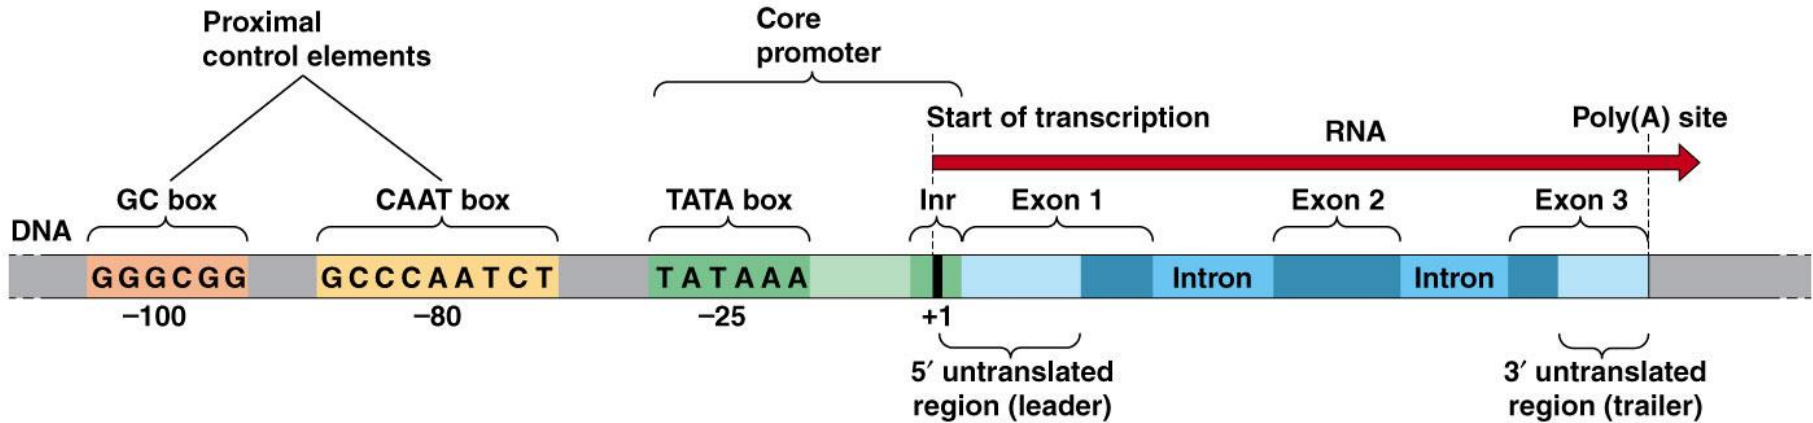 Proximal
control elements
Core
promoter
Start of transcription
RNA
Poly(A) site
GC box
CAAT box
TATA box
Inr
Exon 1
Exon 2
Exon 3
DNA
GGGCGG
GCCCAATCT
TATAAA
Intron
Intron
–100
–80
–25
+1
5′ untranslated
region (leader)
3′ untranslated
region (trailer)